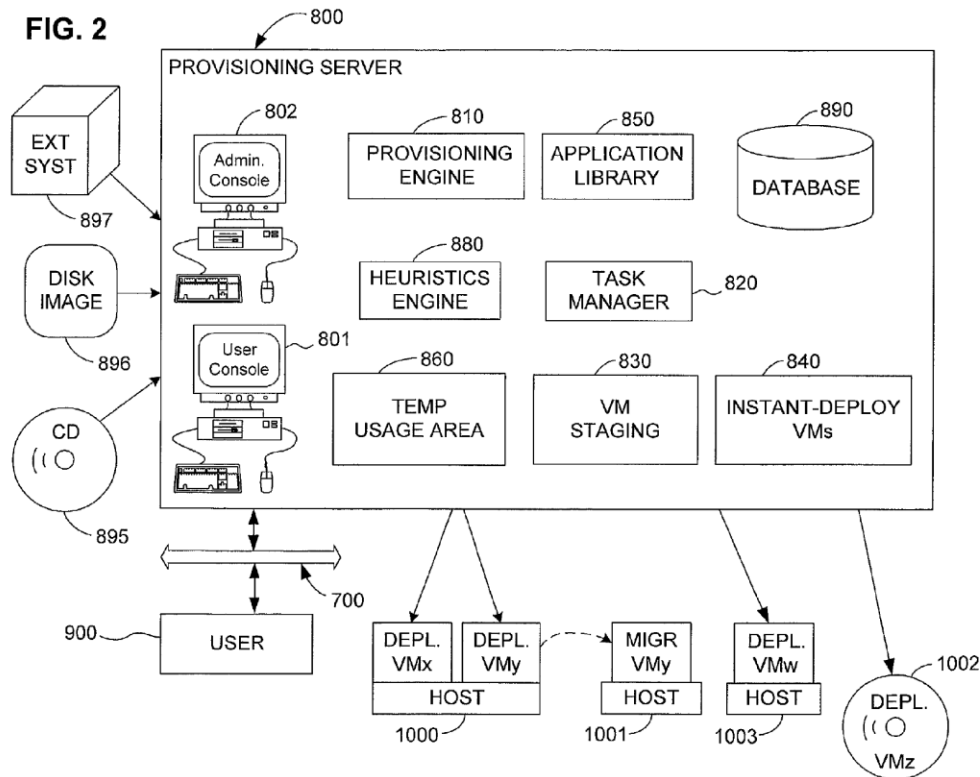 FIG. 2
800
PROVISIONING SERVER
EXT
SYST
897
802
Admin.
Console
810
PROVISIONING
ENGINE
850
APPLICATION
LIBRARY
890
DATABASE
DISK
IMAGE
896
880
HEURISTICS
ENGINE
TASK
MANAGER
820
User
Console
801
CD
895
860
TEMP
USAGE AREA
830
VM
STAGING
840
INSTANT-DEPLOY
VMs
700
900
USER
DEPL.
VMx
DEPL.
VMy
HOST
1000
MIGR
VMy
HOST
1001
DEPL.
VMw
HOST
1003
1002
DEPL.
VMz